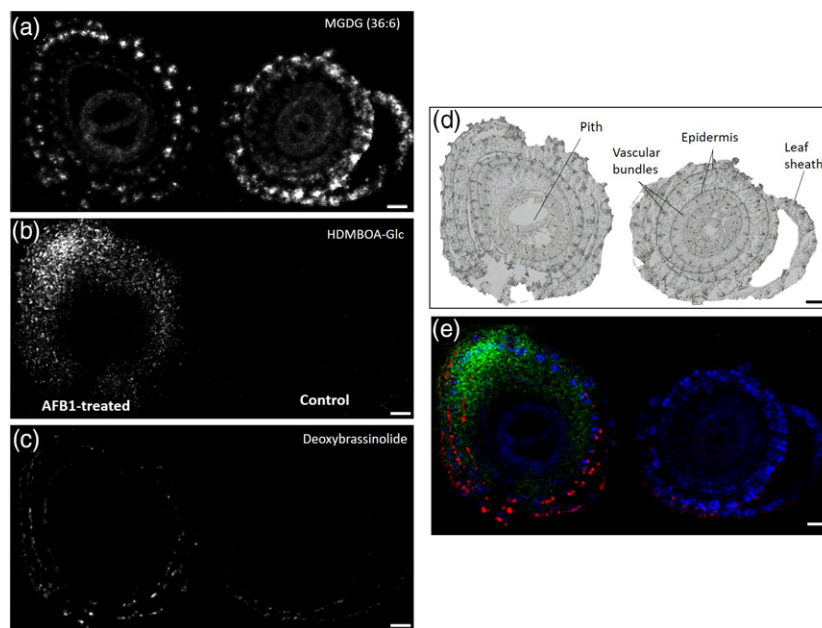 (a)
MGDG (36:6)
(b)
HDMBOA-Glc
AFB1-treated
Control
(c)
Deoxybrassinolide
(d)
Pith
Vascular
bundles
Epidermis
Leaf
sheath
(e)